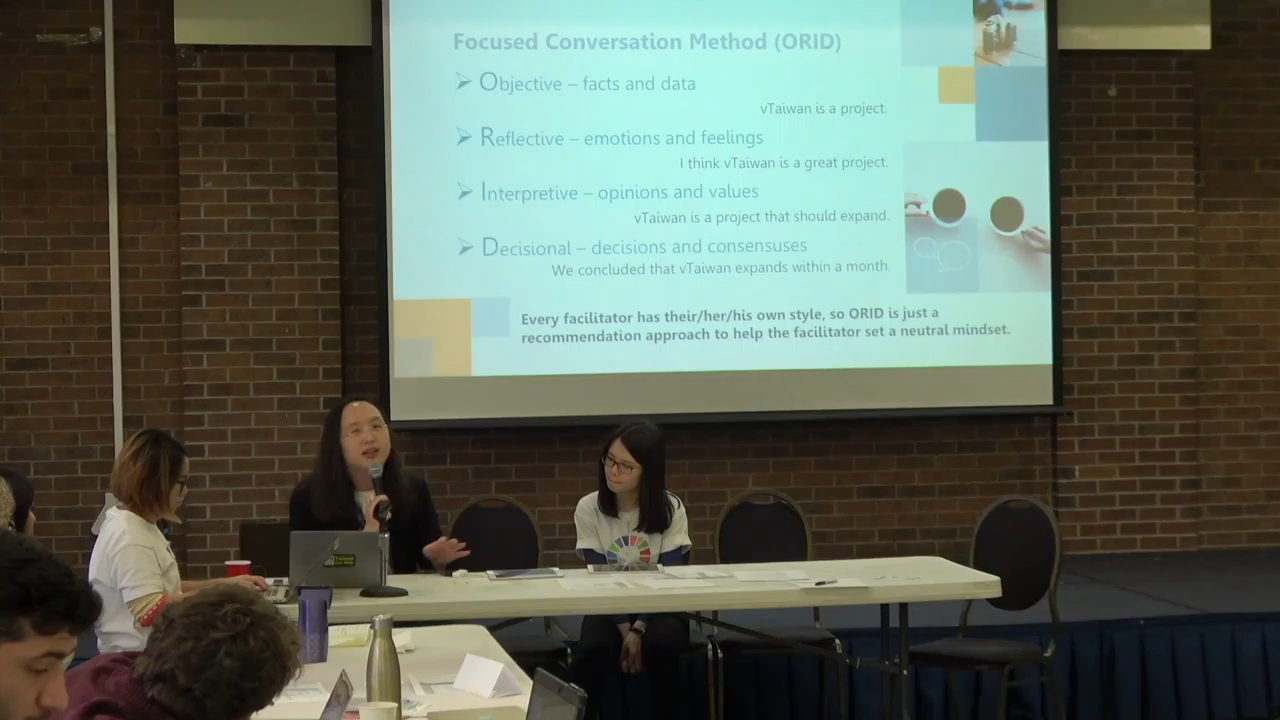 Focused Conversation Method (ORID)
➢ Objective – facts and data
vTaiwan is a project.
➢ Reflective – emotions and feelings
I think vTaiwan is a great project.
➢ Interpretive – opinions and values
vTaiwan is a project that should expand.
➢ Decisional – decisions and consensuses
We concluded that vTaiwan expands within a month.
Every facilitator has their/her/his own style, so ORID is just a
recommendation approach to help the facilitator set a neutral mindset.